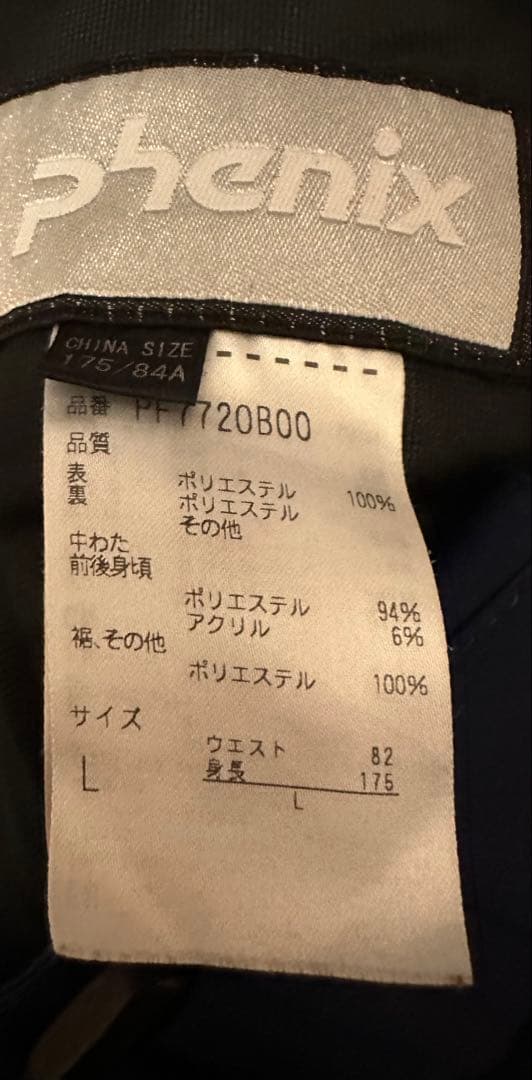 phenix
CHINA SIZE
175/84A
品番 PF7720B00
品質
表 ポリエステル 100%
裏 ポリエステル
その他
中わた
前後身頃
ポリエステル 94%
アクリル 6%
裾、その他
ポリエステル 100%
サイズ
L ウエスト 82
身長 175
L